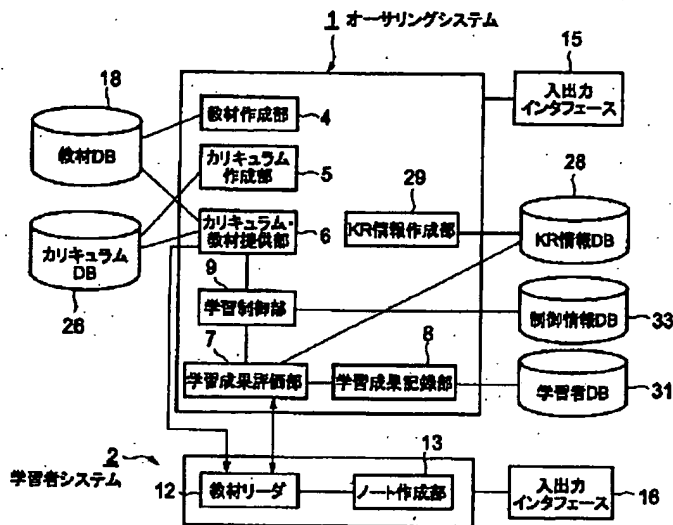 1 オーサリングシステム
15
入出力
インタフェース
18
教材DB
教材作成部
4
カリキュラム
作成部
5
29
28
カリキュラム・
教材提供部
6
KR情報作成部
KR情報DB
カリキュラム
DB
26
9
学習制御部
制御情報DB
33
7
8
学習成果評価部
学習成果記録部
学習者DB
31
2
学習者システム
13
12
教材リーダ
ノート作成部
入出力
インタフェース
16